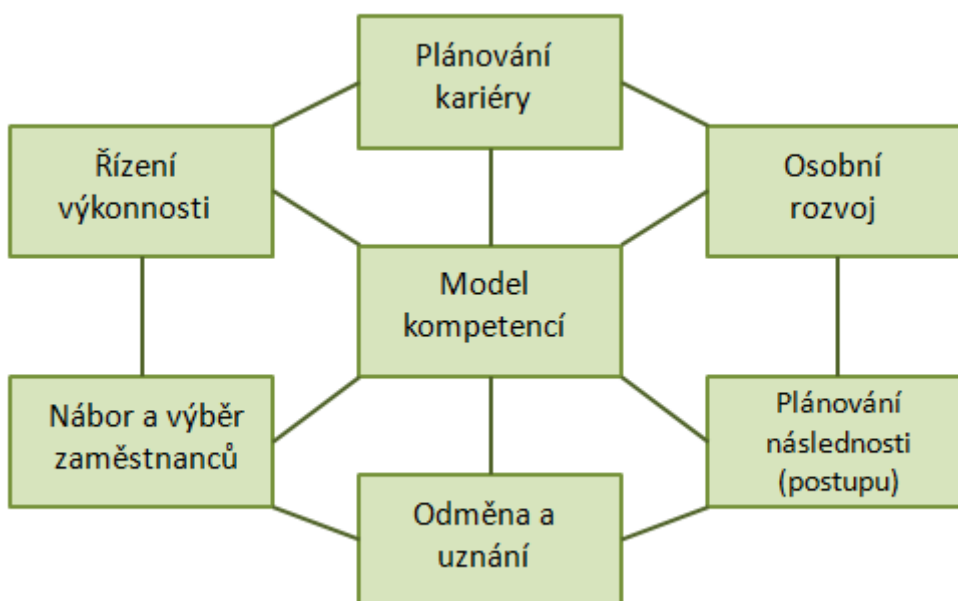 Plánování
kariéry
Řízení
výkonnosti
Osobní
rozvoj
Model
kompetencí
Nábor a výběr
zaměstnanců
Plánování
následnosti
(postupu)
Odměna a
uznání